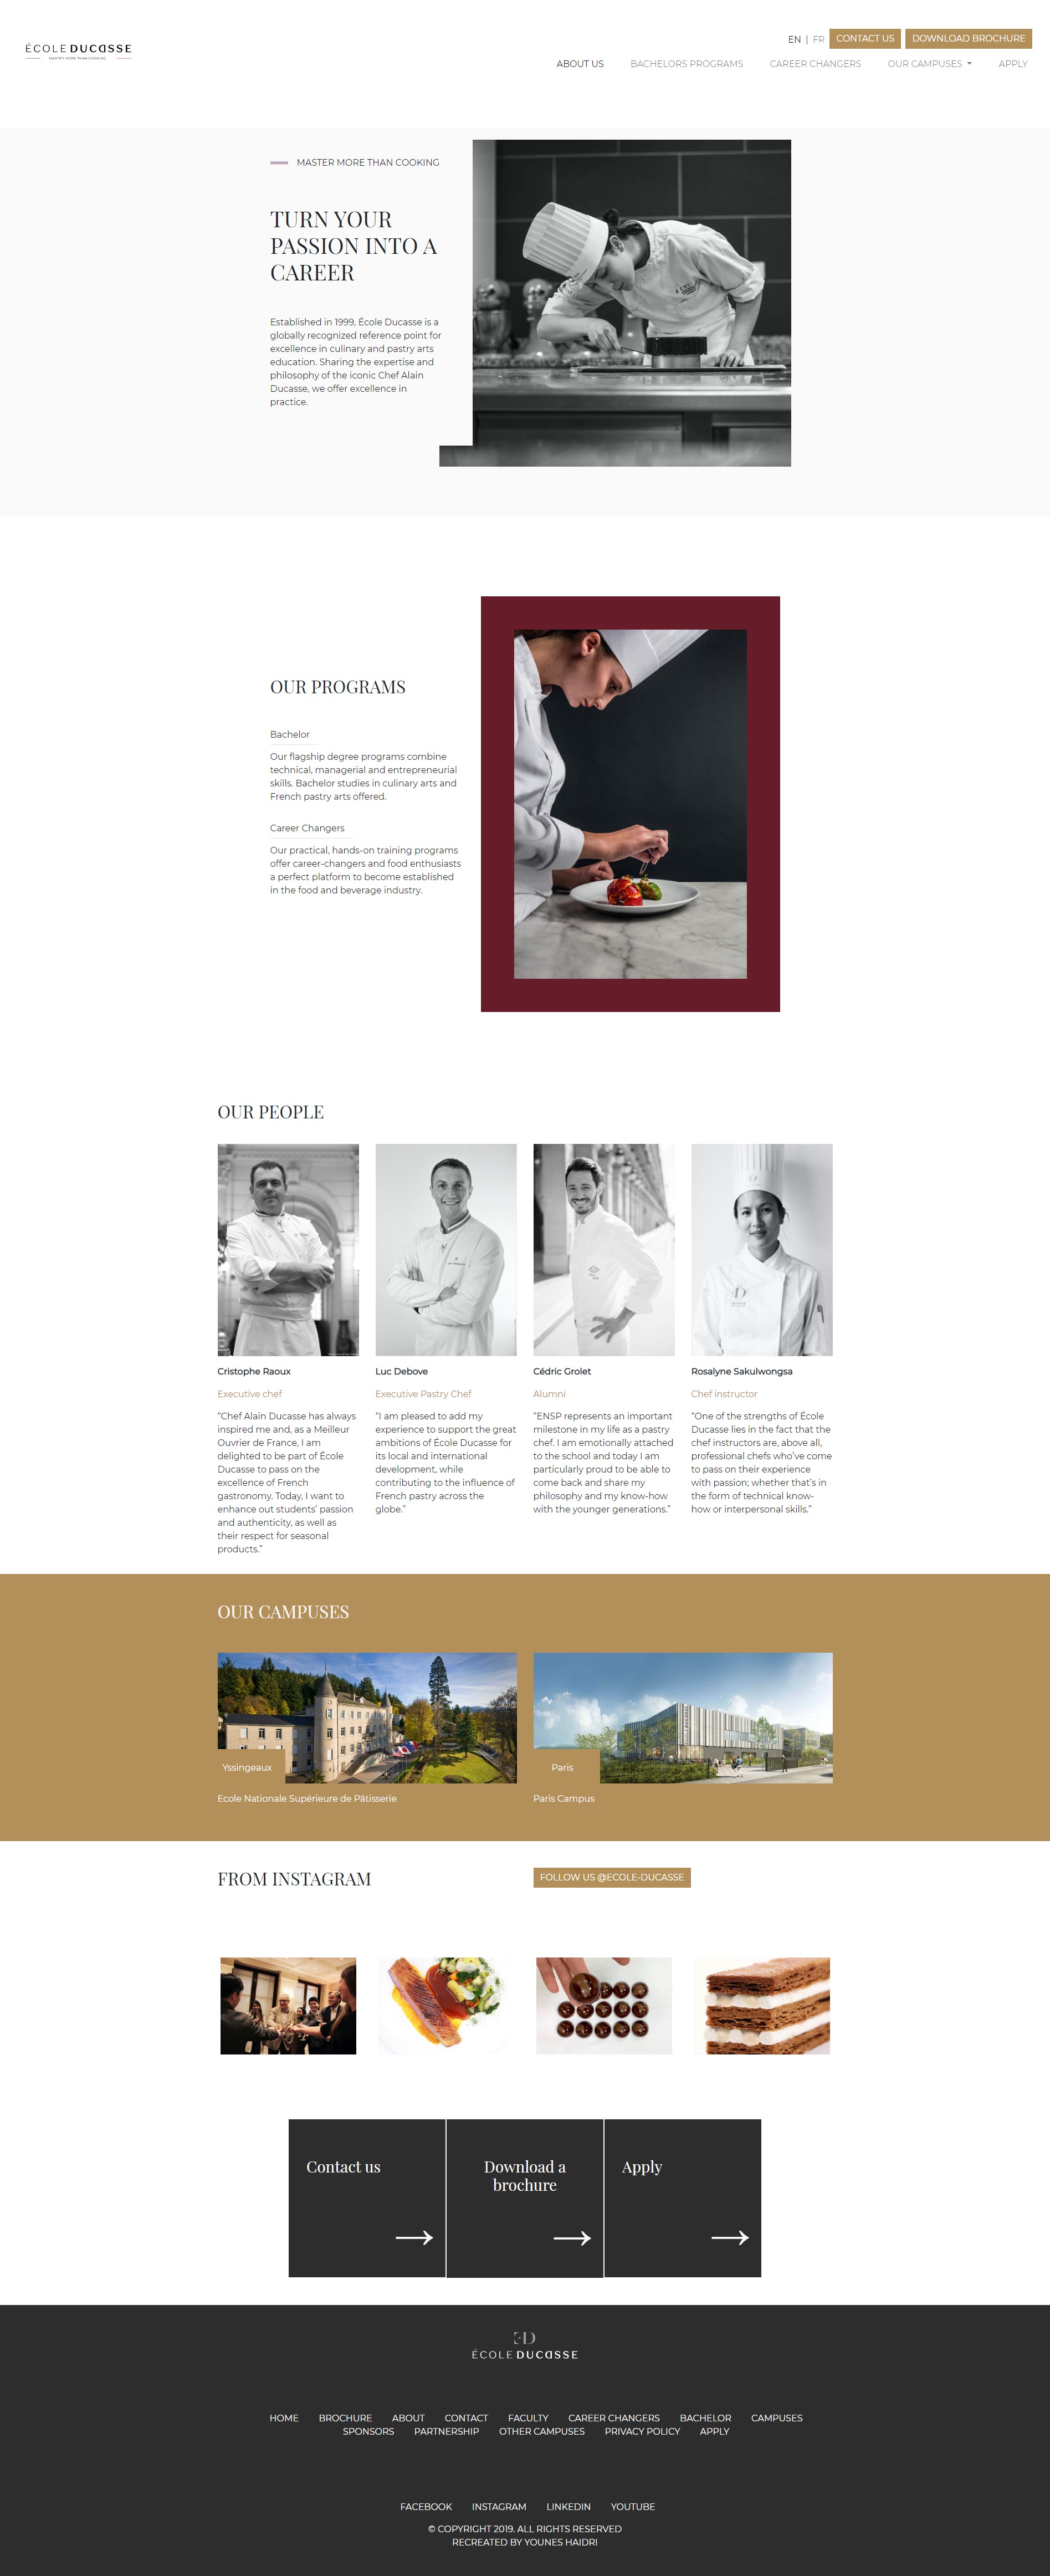 ÉCOLE DUCASSE
MASTER MORE THAN COOKING
EN | FR CONTACT US DOWNLOAD BROCHURE
ABOUT US BACHELORS PROGRAMS CAREER CHANGERS OUR CAMPUSES APPLY
MASTER MORE THAN COOKING
TURN YOUR
PASSION INTO A
CAREER
Established in 1999, École Ducasse is a
globally recognized reference point for
excellence in culinary and pastry arts
education. Sharing the expertise and
philosophy of the iconic Chef Alain
Ducasse, we offer excellence in
practice.
OUR PROGRAMS
Bachelor
Our flagship degree programs combine
technical, managerial and entrepreneurial
skills. Bachelor studies in culinary arts and
French pastry arts offered.
Career Changers
Our practical, hands-on training programs
offer career-changers and food enthusiasts
a perfect platform to become established
in the food and beverage industry.
OUR PEOPLE
Cristophe Raoux
Executive chef
"Chef Alain Ducasse has always
inspired me and, as a Meilleur
Ouvrier de France, I am
delighted to be part of École
Ducasse to pass on the
excellence of French
gastronomy. Today, I want to
enhance out students' passion
and authenticity, as well as
their respect for seasonal
products."
Luc Debove
Executive Pastry Chef
"I am pleased to add my
experience to support the great
ambitions of École Ducasse for
its local and international
development, while
contributing to the influence of
French pastry across the
globe."
Cédric Grolet
Alumni
"ENSP represents an important
milestone in my life as a pastry
chef. I am emotionally attached
to the school and today I am
particularly proud to be able to
come back and share my
philosophy and my know-how
with the younger generations."
Rosalyne Sakulwongsa
Chef instructor
"One of the strengths of École
Ducasse lies in the fact that the
chef instructors are, above all,
professional chefs who've come
to pass on their experience
with passion; whether that's in
the form of technical know-
how or interpersonal skills."
OUR CAMPUSES
Yssingeaux
Ecole Nationale Supérieure de Pâtisserie
Paris
Paris Campus
FROM INSTAGRAM
FOLLOW US @ECOLE-DUCASSE
Contact us
Download a
brochure
Apply
ÉCOLE DUCASSE
HOME BROCHURE ABOUT CONTACT FACULTY CAREER CHANGERS BACHELOR CAMPUSES
SPONSORS PARTNERSHIP OTHER CAMPUSES PRIVACY POLICY APPLY
FACEBOOK INSTAGRAM LINKEDIN YOUTUBE
© COPYRIGHT 2019. ALL RIGHTS RESERVED
RECREATED BY YOUNES HAIDRI